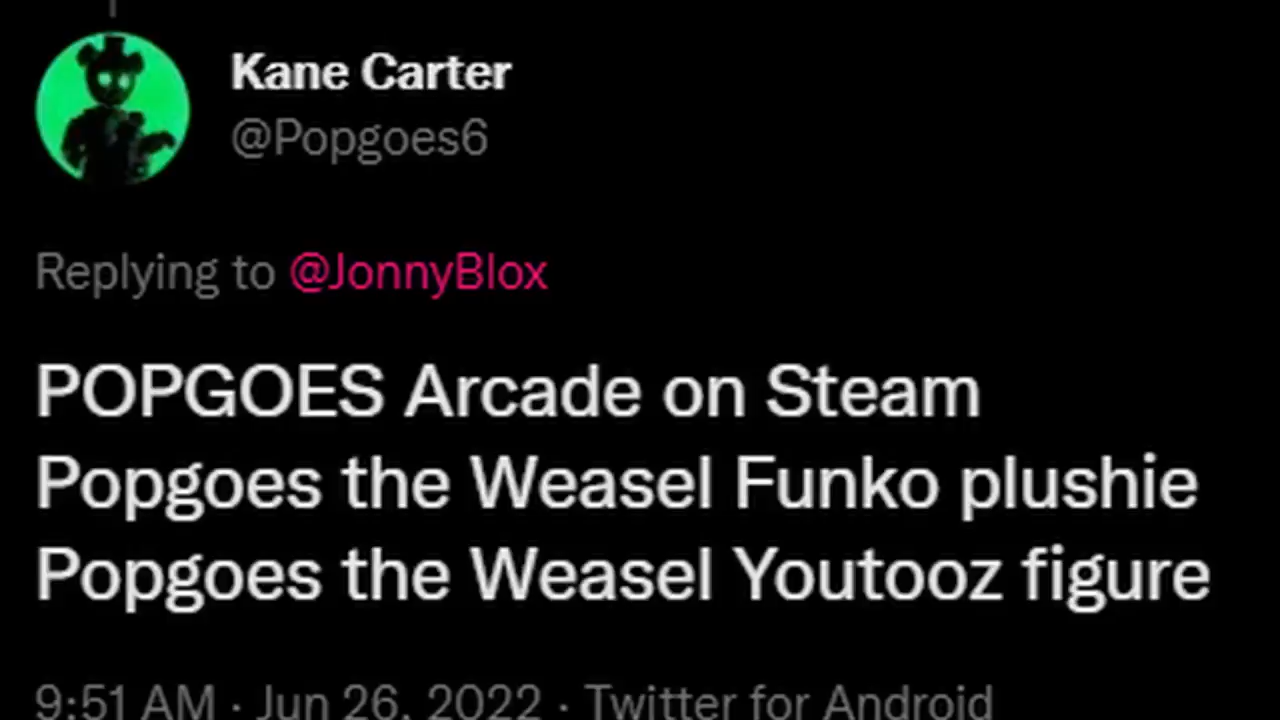 Kane Carter
@Popgoes6
Replying to @JonnyBlox
POPGOES Arcade on Steam
Popgoes the Weasel Funko plushie
Popgoes the Weasel Youtooz figure
9:51 AM · Jun 26, 2022 · Twitter for Android